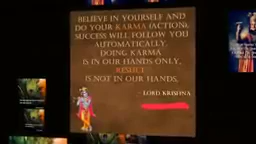 BELIEVE IN YOURSELF AND
DO YOUR KARMA (ACTION).
SUCCESS WILL FOLLOW YOU
AUTOMATICALLY.
DOING KARMA
IS IN OUR HANDS ONLY,
RESULT
IS NOT IN OUR HANDS.
- LORD KRISHNA